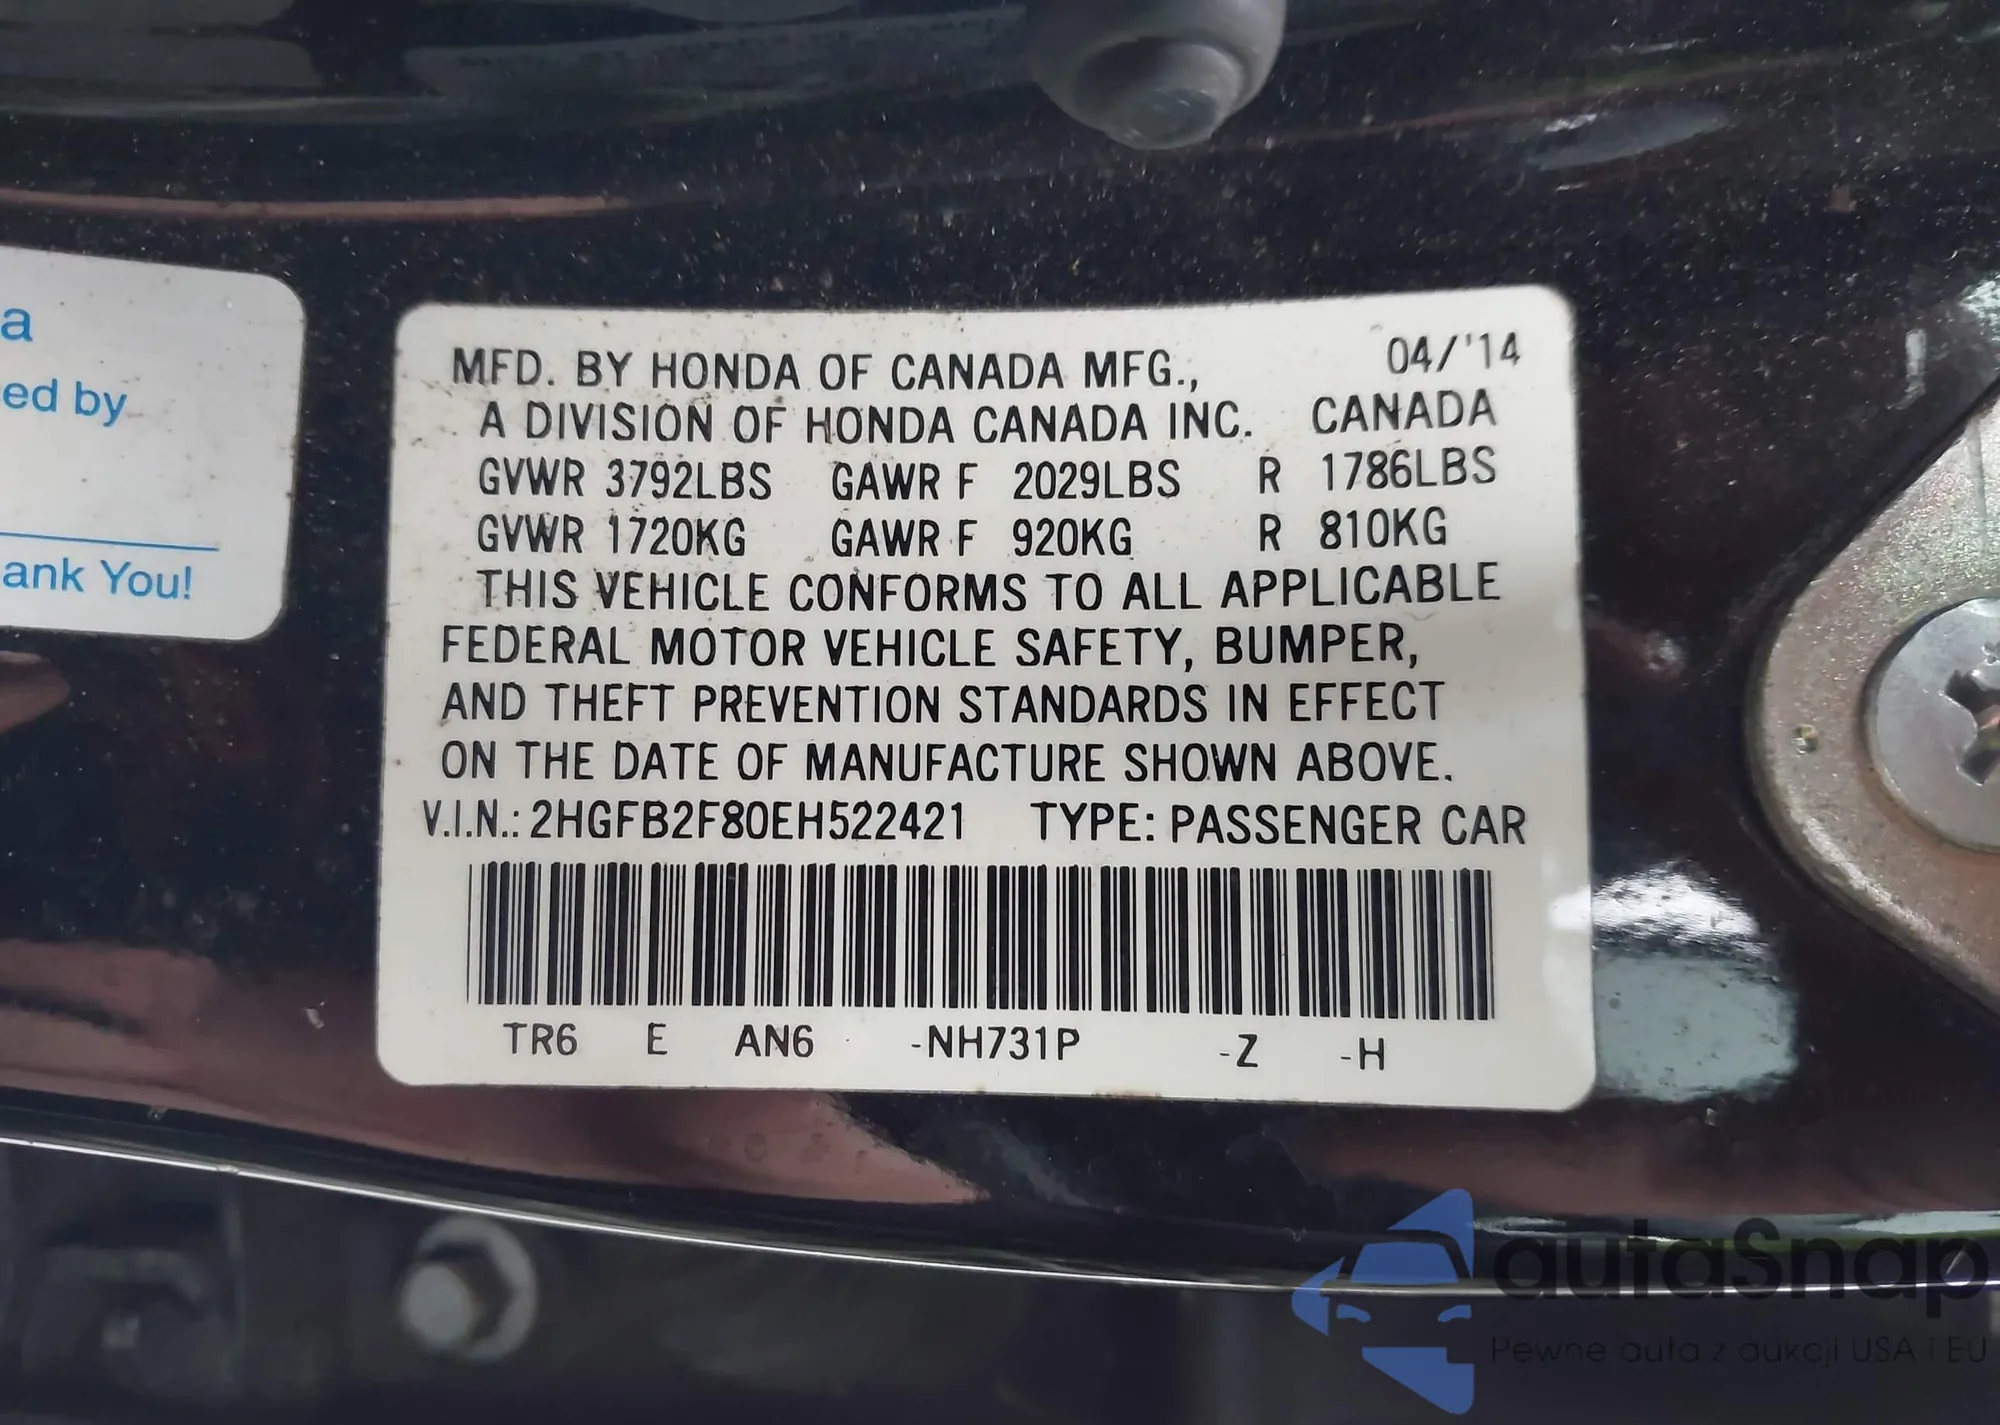 a
ed by
ank You!
MFD. BY HONDA OF CANADA MFG., 04/'14
A DIVISION OF HONDA CANADA INC. CANADA
GVWR 3792LBS GAWR F 2029LBS R 1786LBS
GVWR 1720KG GAWR F 920KG R 810KG
THIS VEHICLE CONFORMS TO ALL APPLICABLE
FEDERAL MOTOR VEHICLE SAFETY, BUMPER,
AND THEFT PREVENTION STANDARDS IN EFFECT
ON THE DATE OF MANUFACTURE SHOWN ABOVE.
V.I.N.: 2HGFB2F80EH522421 TYPE: PASSENGER CAR
TR6 E AN6 -NH731P -Z -H
autaSnap
Pewne auta z aukcji USA i EU